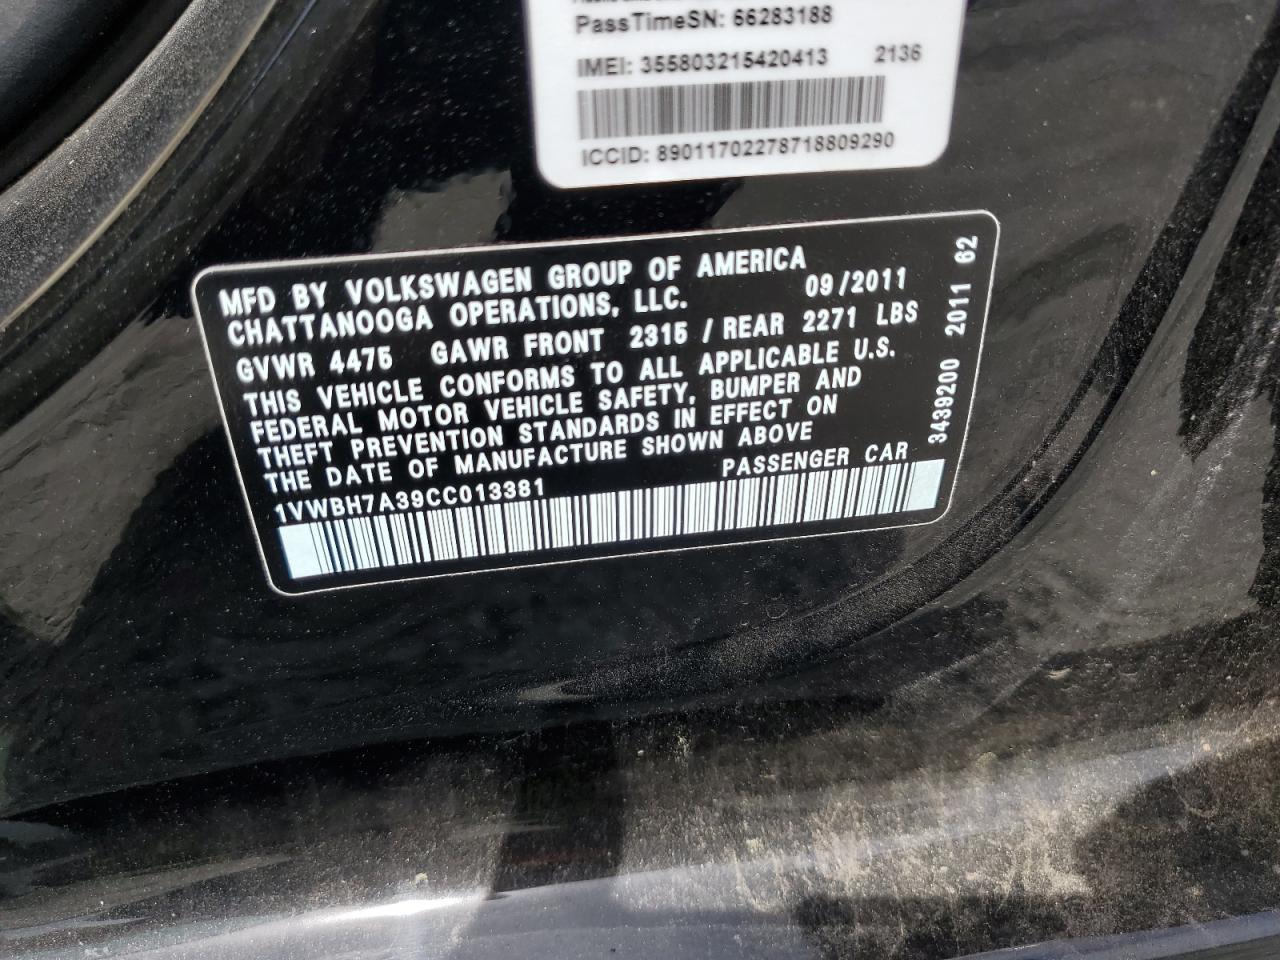 PassTimeSN: 66283188
IMEI: 355803215420413 2136
ICCID: 89011702278718809290
MFD BY VOLKSWAGEN GROUP OF AMERICA
CHATTANOOGA OPERATIONS, LLC. 09/2011
GVWR 4475 GAWR FRONT 2315 / REAR 2271 LBS
THIS VEHICLE CONFORMS TO ALL APPLICABLE U.S.
FEDERAL MOTOR VEHICLE SAFETY, BUMPER AND
THEFT PREVENTION STANDARDS IN EFFECT ON
THE DATE OF MANUFACTURE SHOWN ABOVE
1VWBH7A39CC013381 PASSENGER CAR
3439200 2011 62